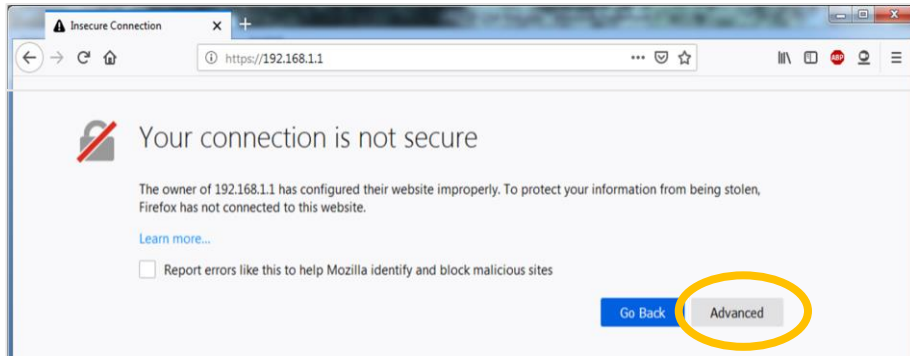 Insecure Connection
https://192.168.1.1
ABP
Your connection is not secure
The owner of 192.168.1.1 has configured their website improperly. To protect your information from being stolen,
Firefox has not connected to this website.
Learn more...
Report errors like this to help Mozilla identify and block malicious sites
Go Back Advanced